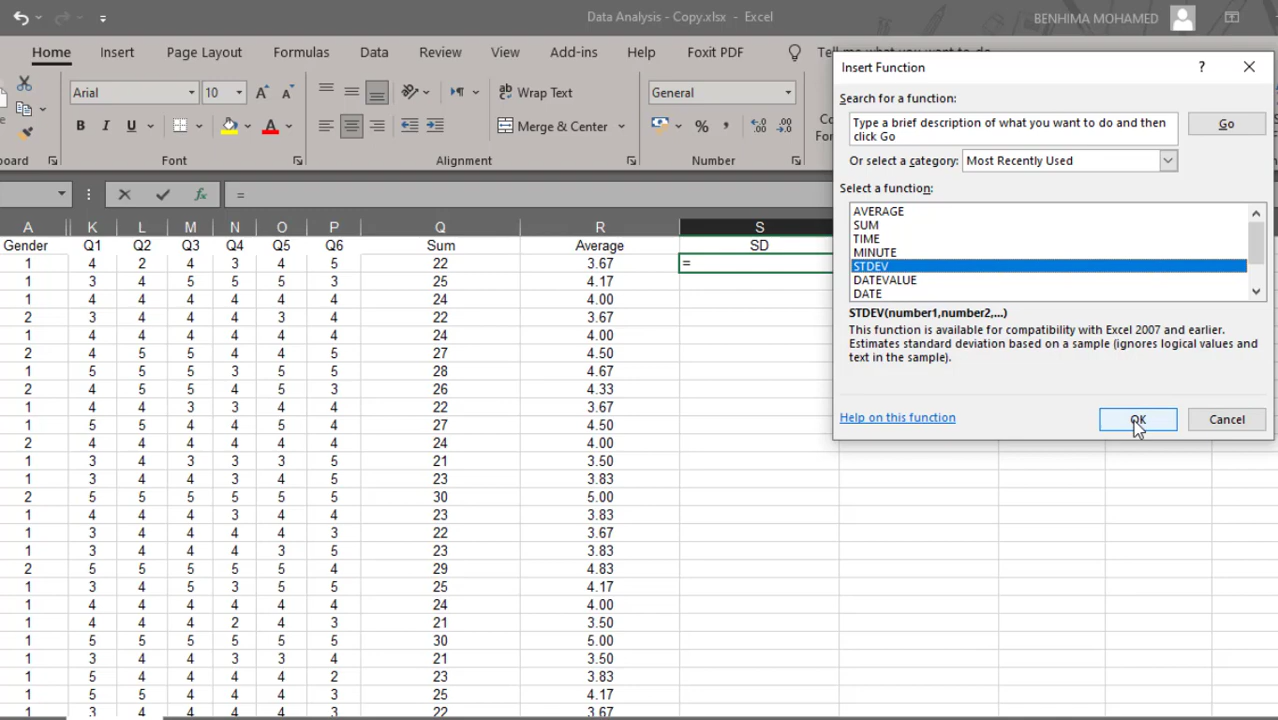 Data Analysis - Copy.xlsx - Excel
BENHIMA MOHAMED
Home Insert Page Layout Formulas Data Review View Add-ins Help Foxit PDF Tell me what you want to do
Arial 10
Wrap Text
General
B I U
Merge & Center
% ,
Font Alignment Number
fx =
A K L M N O P Q R S
Gender Q1 Q2 Q3 Q4 Q5 Q6 Sum Average SD
1 4 2 4 3 4 5 22 3.67 =
1 3 4 5 5 5 3 25 4.17
1 4 4 4 4 4 4 24 4.00
2 3 4 4 3 4 4 22 3.67
1 4 4 4 4 4 4 24 4.00
2 4 5 5 4 4 5 27 4.50
1 5 5 5 3 5 5 28 4.67
2 4 5 5 4 5 3 26 4.33
1 4 4 3 3 4 4 22 3.67
1 5 5 4 4 5 4 27 4.50
2 4 4 4 4 4 4 24 4.00
1 3 4 3 3 3 5 21 3.50
1 3 4 4 3 4 5 23 3.83
2 5 5 5 5 5 5 30 5.00
1 4 4 4 3 4 4 23 3.83
1 3 4 4 4 4 3 22 3.67
1 3 4 4 4 3 5 23 3.83
2 5 5 5 5 5 4 29 4.83
1 3 4 5 3 5 5 25 4.17
1 4 4 4 4 4 4 24 4.00
1 4 4 4 2 4 3 21 3.50
1 5 5 5 5 5 5 30 5.00
1 3 4 4 3 3 4 21 3.50
1 5 4 4 4 4 2 23 3.83
1 5 5 4 4 4 3 25 4.17
1 3 4 4 4 4 3 22 3.67
Insert Function
? ×
Search for a function:
Type a brief description of what you want to do and then
click Go
Go
Or select a category: Most Recently Used
Select a function:
AVERAGE
SUM
TIME
MINUTE
STDEV
DATEVALUE
DATE
STDEV(number1,number2,...)
This function is available for compatibility with Excel 2007 and earlier.
Estimates standard deviation based on a sample (ignores logical values and
text in the sample).
Help on this function
OK
Cancel